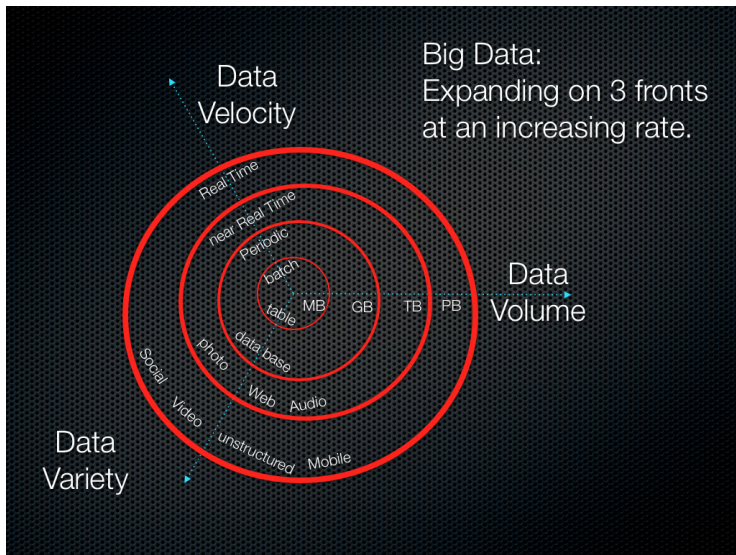 Big Data:
Expanding on 3 fronts
at an increasing rate.
Data
Velocity
Real Time
near Real Time
Periodic
batch
table
MB
GB
TB
PB
Data
Volume
data base
photo
Web
Audio
Social
Video
unstructured
Mobile
Data
Variety